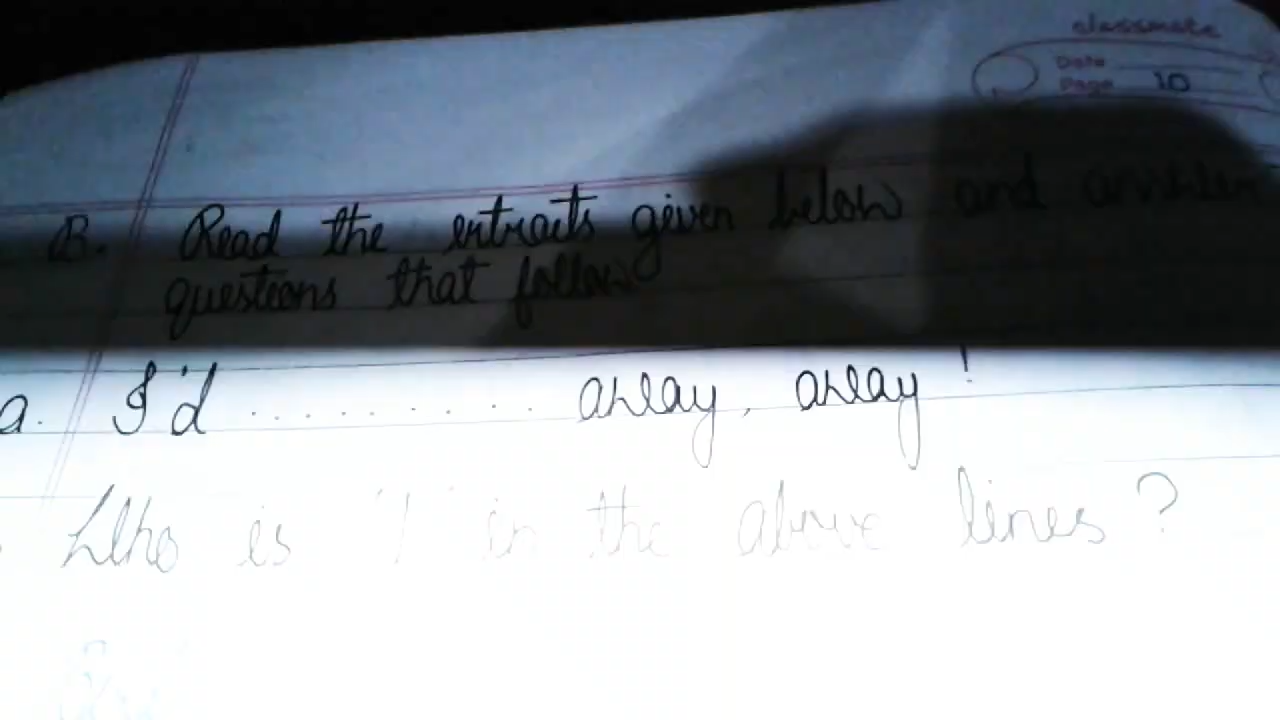 classmate
Date
Page 10
B. Read the extracts given below and answer
questions that follow
a. I'd .......... away, away!
Who is 'I' in the above lines?